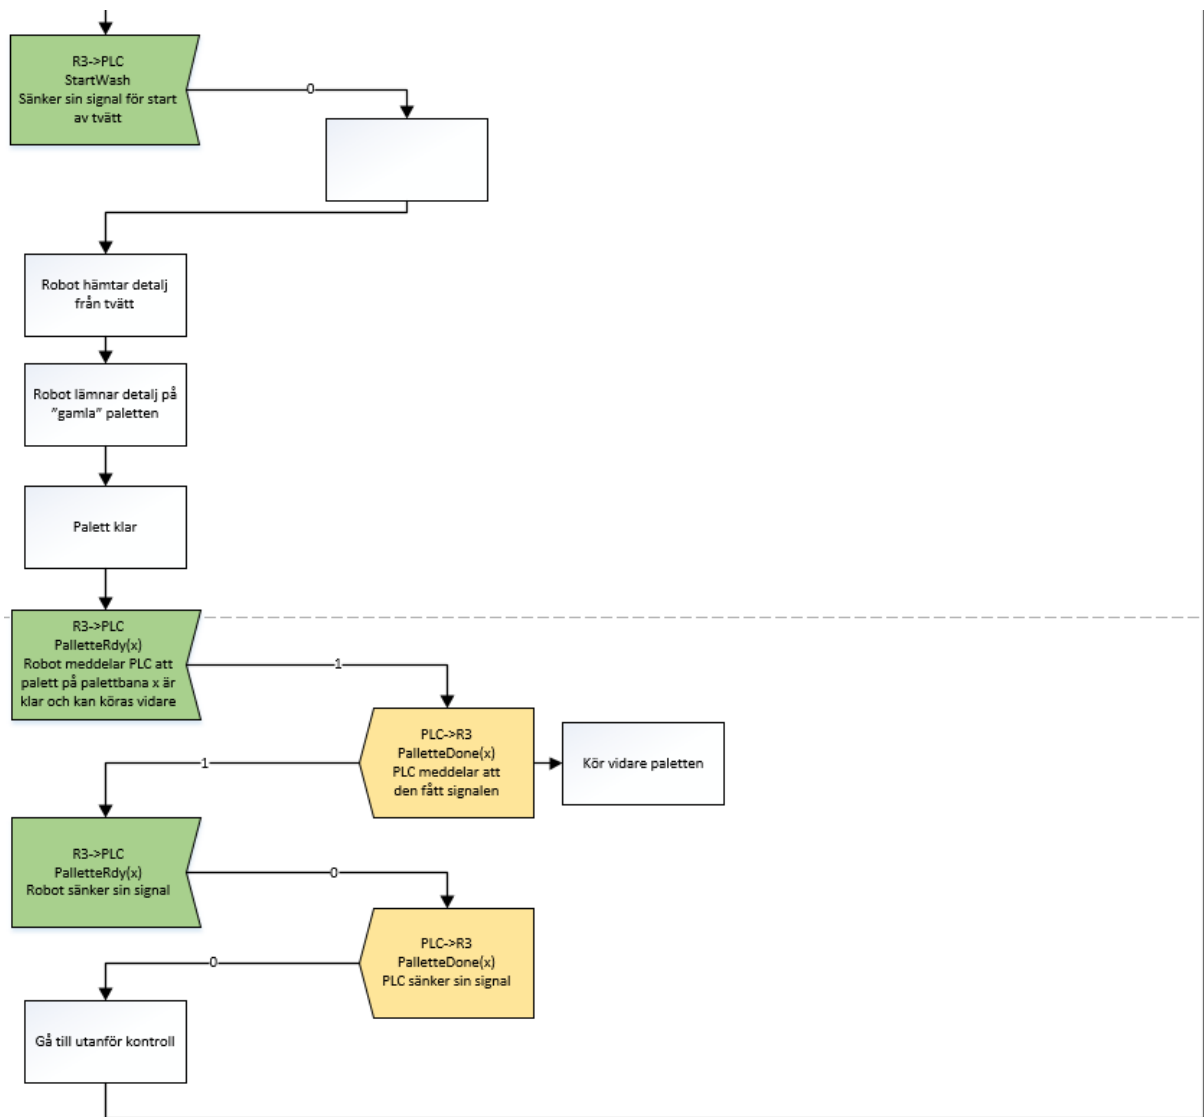 R3->PLC
StartWash
Sänker sin signal för start
av tvätt
0
Robot hämtar detalj
från tvätt
Robot lämnar detalj på
”gamla” paletten
Palett klar
R3->PLC
PalletteRdy(x)
Robot meddelar PLC att
palett på palettbana x är
klar och kan köras vidare
1
PLC->R3
PalletteDone(x)
PLC meddelar att
den fått signalen
Kör vidare paletten
1
R3->PLC
PalletteRdy(x)
Robot sänker sin signal
0
PLC->R3
PalletteDone(x)
PLC sänker sin signal
0
Gå till utanför kontroll